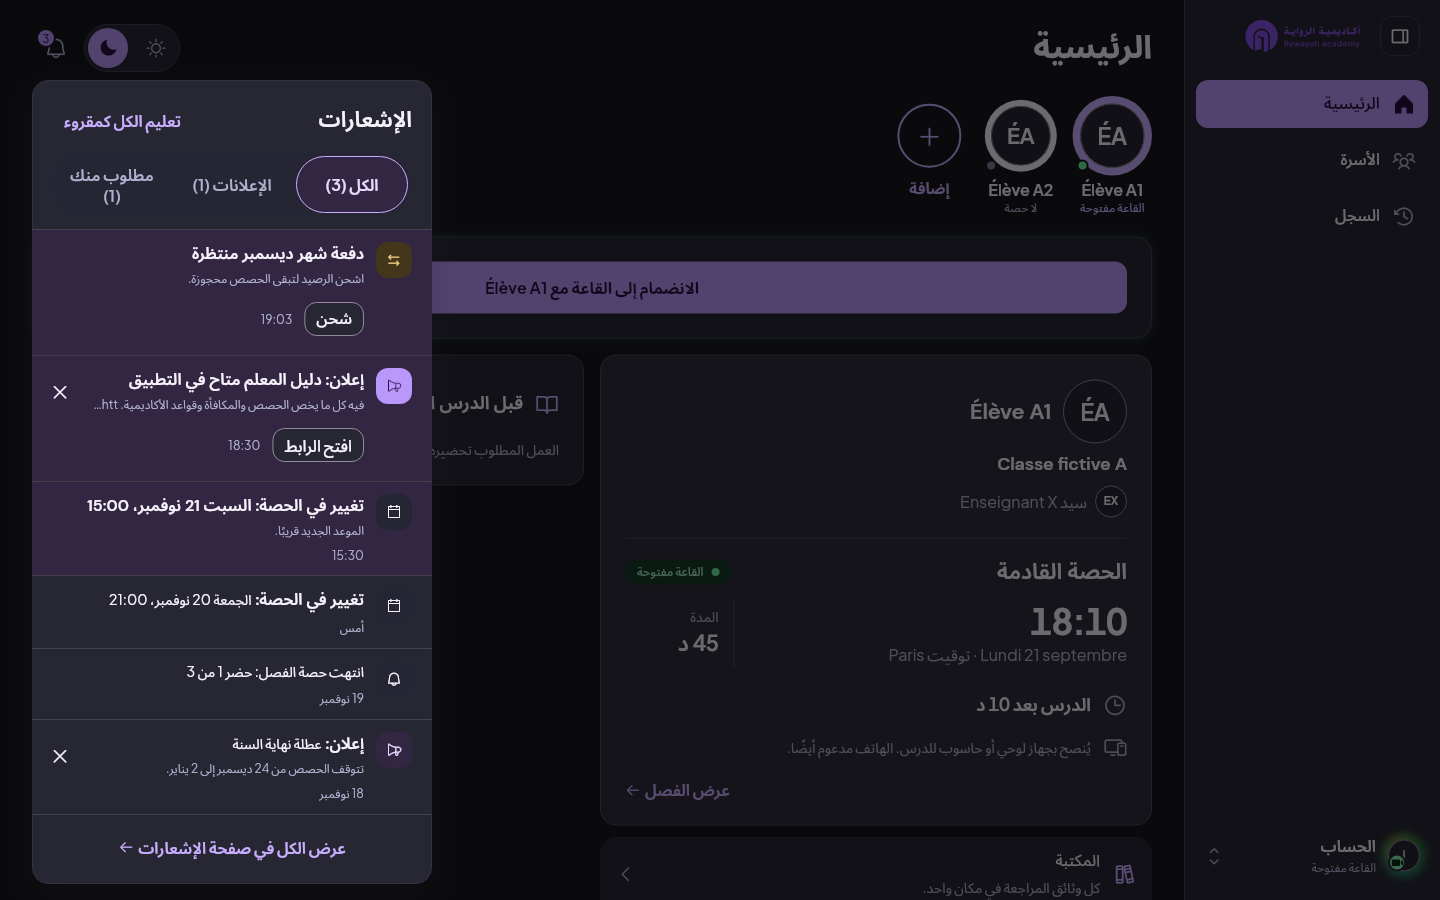 أكاديمية الرواية
Rewayah academy
الرئيسية
الأسرة
السجل
الحساب
القاعة مفتوحة
الرئيسية
3
ÉA
Élève A1
القاعة مفتوحة
ÉA
Élève A2
لا حصة
إضافة
الانضمام إلى القاعة مع Élève A1
ÉA
Élève A1
Classe fictive A
EX
سيد Enseignant X
الحصة القادمة
القاعة مفتوحة
18:10
Lundi 21 septembre · توقيت Paris
المدة
45 د
الدرس بعد 10 د
يُنصح بجهاز لوحي أو حاسوب للدرس. الهاتف مدعوم أيضًا.
عرض الفصل ←
المكتبة
كل وثائق المراجعة في مكان واحد.
قبل الدرس ا
العمل المطلوب تحضيره
الإشعارات
تعليم الكل كمقروء
الكل (3)
الإعلانات (1)
مطلوب منك
(1)
دفعة شهر ديسمبر منتظرة
اشحن الرصيد لتبقى الحصص محجوزة.
شحن
19:03
إعلان: دليل المعلم متاح في التطبيق
فيه كل ما يخص الحصص والمكافأة وقواعد الأكاديمية. htt...
افتح الرابط
18:30
تغيير في الحصة: السبت 21 نوفمبر، 15:00
الموعد الجديد قريبًا.
15:30
تغيير في الحصة: الجمعة 20 نوفمبر، 21:00
أمس
انتهت حصة الفصل: حضر 1 من 3
19 نوفمبر
إعلان: عطلة نهاية السنة
تتوقف الحصص من 24 ديسمبر إلى 2 يناير.
18 نوفمبر
عرض الكل في صفحة الإشعارات ←